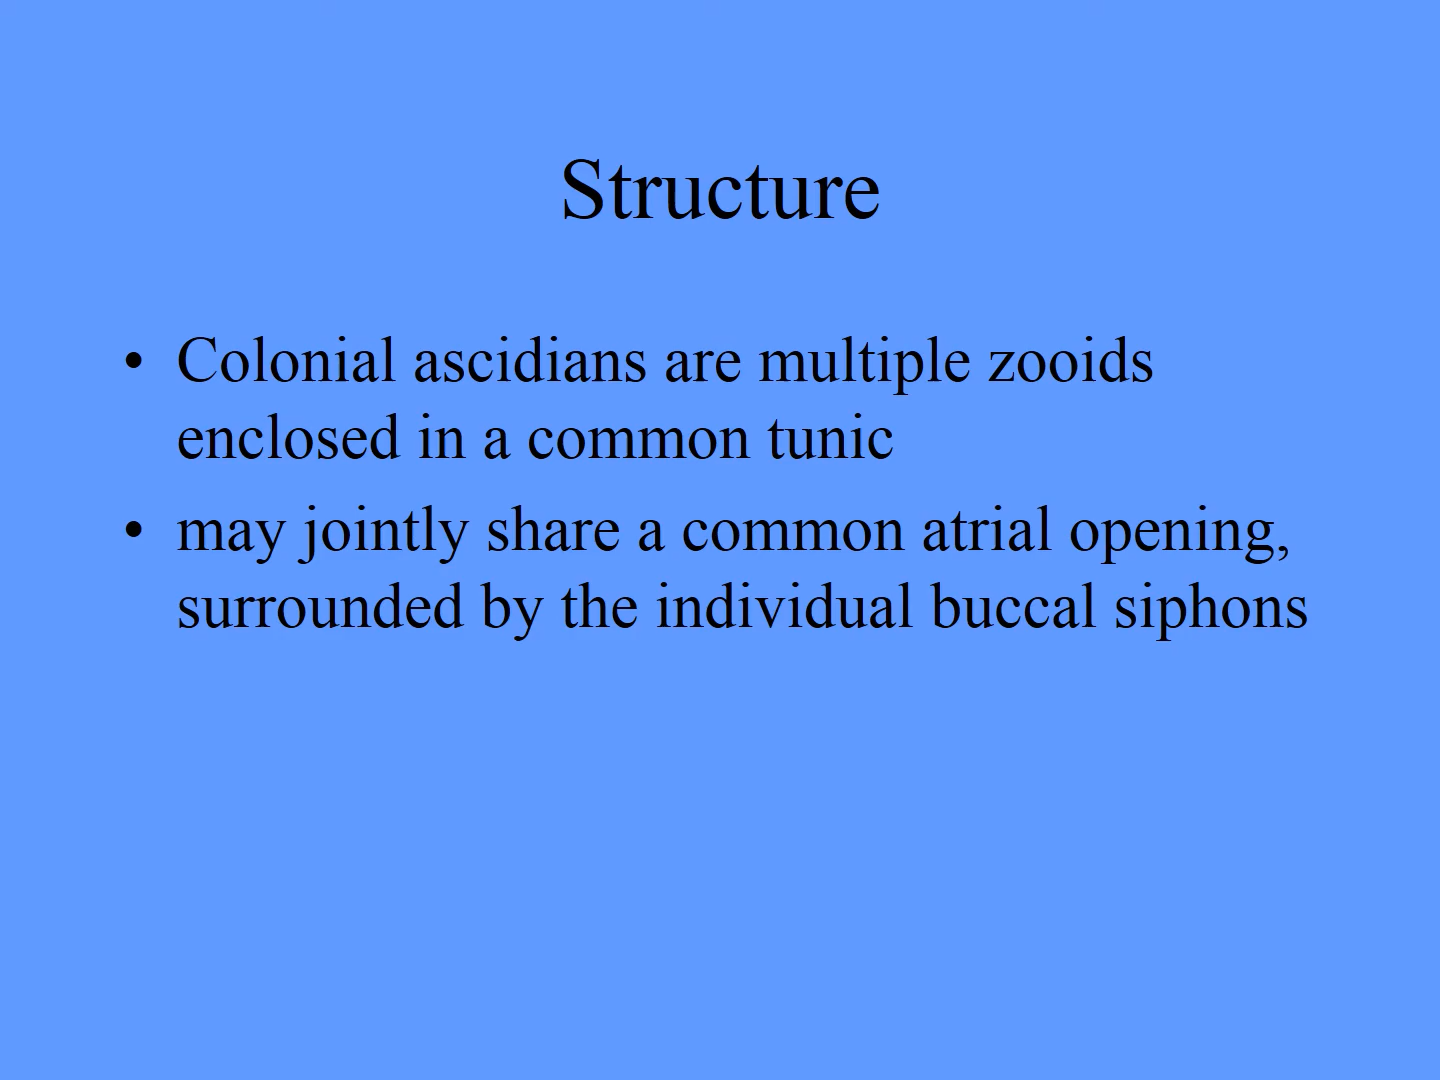 Structure
• Colonial ascidians are multiple zooids
enclosed in a common tunic
• may jointly share a common atrial opening,
surrounded by the individual buccal siphons